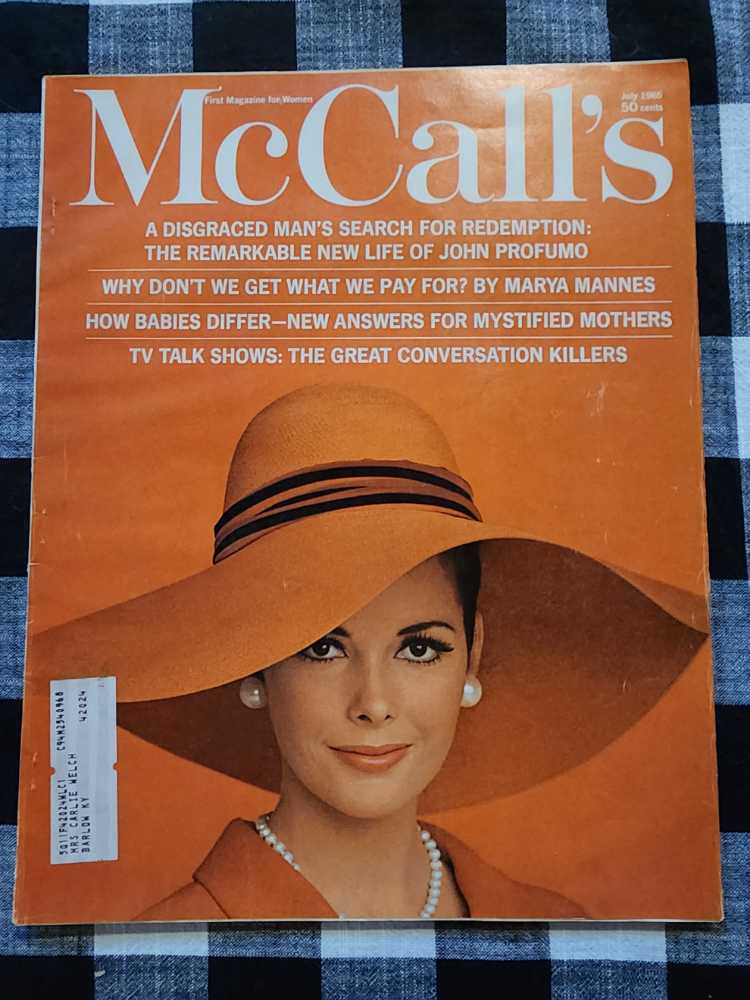 McCall's
First Magazine for Women
July 1965
50 cents
A DISGRACED MAN'S SEARCH FOR REDEMPTION:
THE REMARKABLE NEW LIFE OF JOHN PROFUMO
WHY DON'T WE GET WHAT WE PAY FOR? BY MARYA MANNES
HOW BABIES DIFFER—NEW ANSWERS FOR MYSTIFIED MOTHERS
TV TALK SHOWS: THE GREAT CONVERSATION KILLERS
C94M2540968
42024
5Q11F42024WLC1
MRS CARLIE WELCH
BARLOW KY